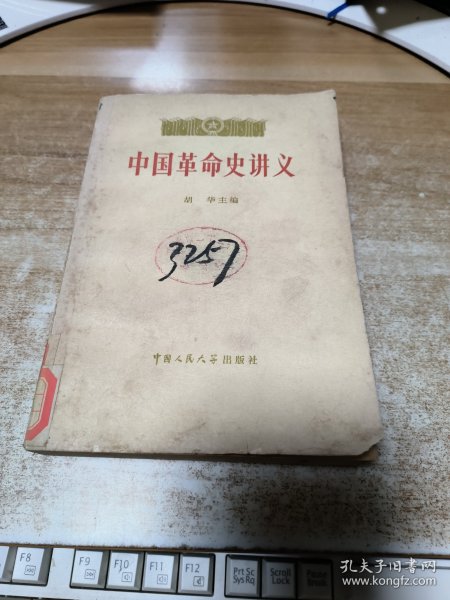 中国革命史讲义
胡 华主编
3257
中国人民大学出版社
F8
F9
F10
F11
F12
Prt Sc
Sys Rq
Scroll
Lock
Pause
Break
孔夫子旧书网
www.kongfz.com